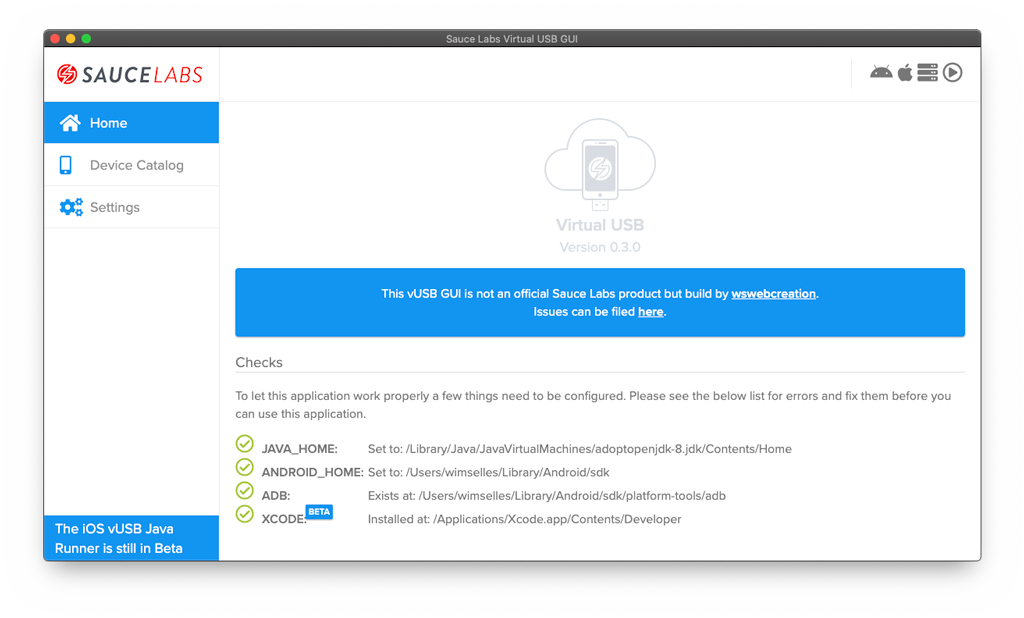 Sauce Labs Virtual USB GUI
SAUCELABS
Home
Device Catalog
Settings
The iOS vUSB Java
Runner is still in Beta
Virtual USB
Version 0.3.0
This vUSB GUI is not an official Sauce Labs product but build by wswebcreation.
Issues can be filed here.
Checks
To let this application work properly a few things need to be configured. Please see the below list for errors and fix them before you
can use this application.
JAVA_HOME: Set to: /Library/Java/JavaVirtualMachines/adoptopenjdk-8.jdk/Contents/Home
ANDROID_HOME: Set to: /Users/wimselles/Library/Android/sdk
ADB: Exists at: /Users/wimselles/Library/Android/sdk/platform-tools/adb
XCODE: BETA Installed at: /Applications/Xcode.app/Contents/Developer